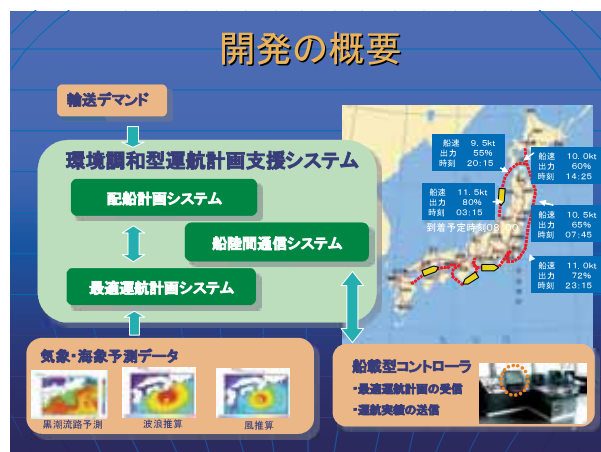 開発の概要
輸送デマンド
環境調和型運航計画支援システム
配船計画システム
船陸間通信システム
最適運航計画システム
気象・海象予測データ
黒潮流路予測
波浪推算
風推算
船速 9.5kt
出力 55%
時刻 20:15
船速 10.0kt
出力 60%
時刻 14:25
船速 11.5kt
出力 80%
時刻 03:15
到着予定時刻08:00
船速 10.5kt
出力 65%
時刻 07:45
船速 11.0kt
出力 72%
時刻 23:15
船載型コントローラ
・最適運航計画の受信
・運航実績の送信